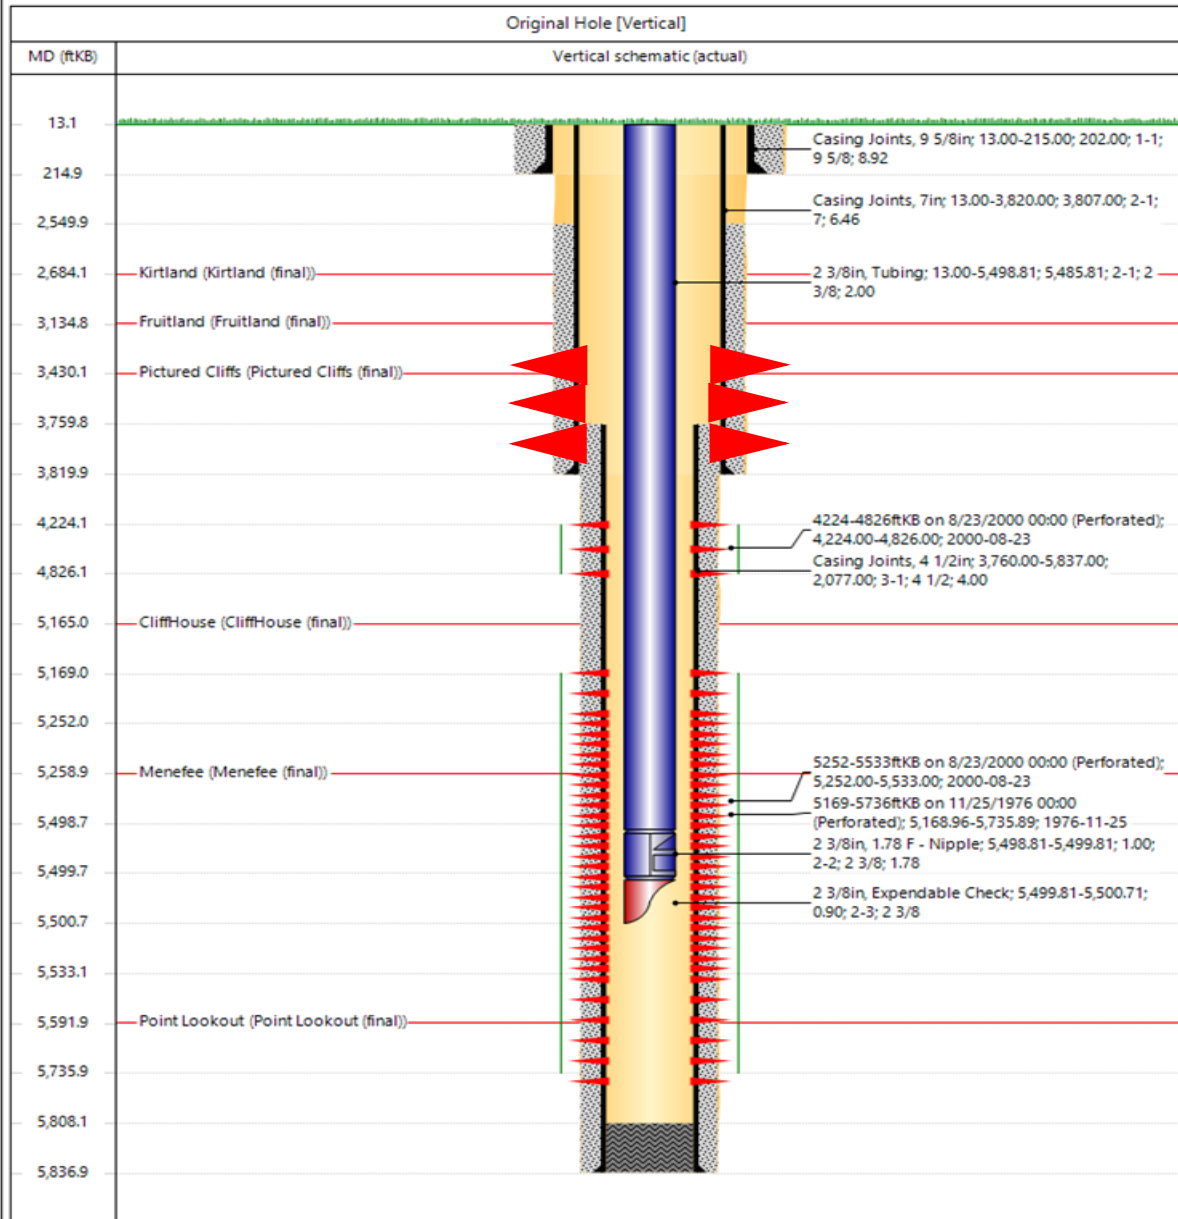 Original Hole [Vertical]
MD (ftKB)
Vertical schematic (actual)
13.1
Casing Joints, 9 5/8in; 13.00-215.00; 202.00; 1-1;
9 5/8; 8.92
214.9
Casing Joints, 7in; 13.00-3,820.00; 3,807.00; 2-1;
7; 6.46
2,549.9
2,684.1
Kirtland (Kirtland (final))
2 3/8in, Tubing; 13.00-5,498.81; 5,485.81; 2-1; 2
3/8; 2.00
3,134.8
Fruitland (Fruitland (final))
3,430.1
Pictured Cliffs (Pictured Cliffs (final))
3,759.8
3,819.9
4,224.1
4224-4826ftKB on 8/23/2000 00:00 (Perforated);
4,224.00-4,826.00; 2000-08-23
Casing Joints, 4 1/2in; 3,760.00-5,837.00;
2,077.00; 3-1; 4 1/2; 4.00
4,826.1
5,165.0
CliffHouse (CliffHouse (final))
5,169.0
5,252.0
5,258.9
Menefee (Menefee (final))
5252-5533ftKB on 8/23/2000 00:00 (Perforated);
5,252.00-5,533.00; 2000-08-23
5169-5736ftKB on 11/25/1976 00:00
(Perforated); 5,168.96-5,735.89; 1976-11-25
5,498.7
2 3/8in, 1.78 F - Nipple; 5,498.81-5,499.81; 1.00;
2-2; 2 3/8; 1.78
5,499.7
2 3/8in, Expendable Check; 5,499.81-5,500.71;
0.90; 2-3; 2 3/8
5,500.7
5,533.1
5,591.9
Point Lookout (Point Lookout (final))
5,735.9
5,808.1
5,836.9